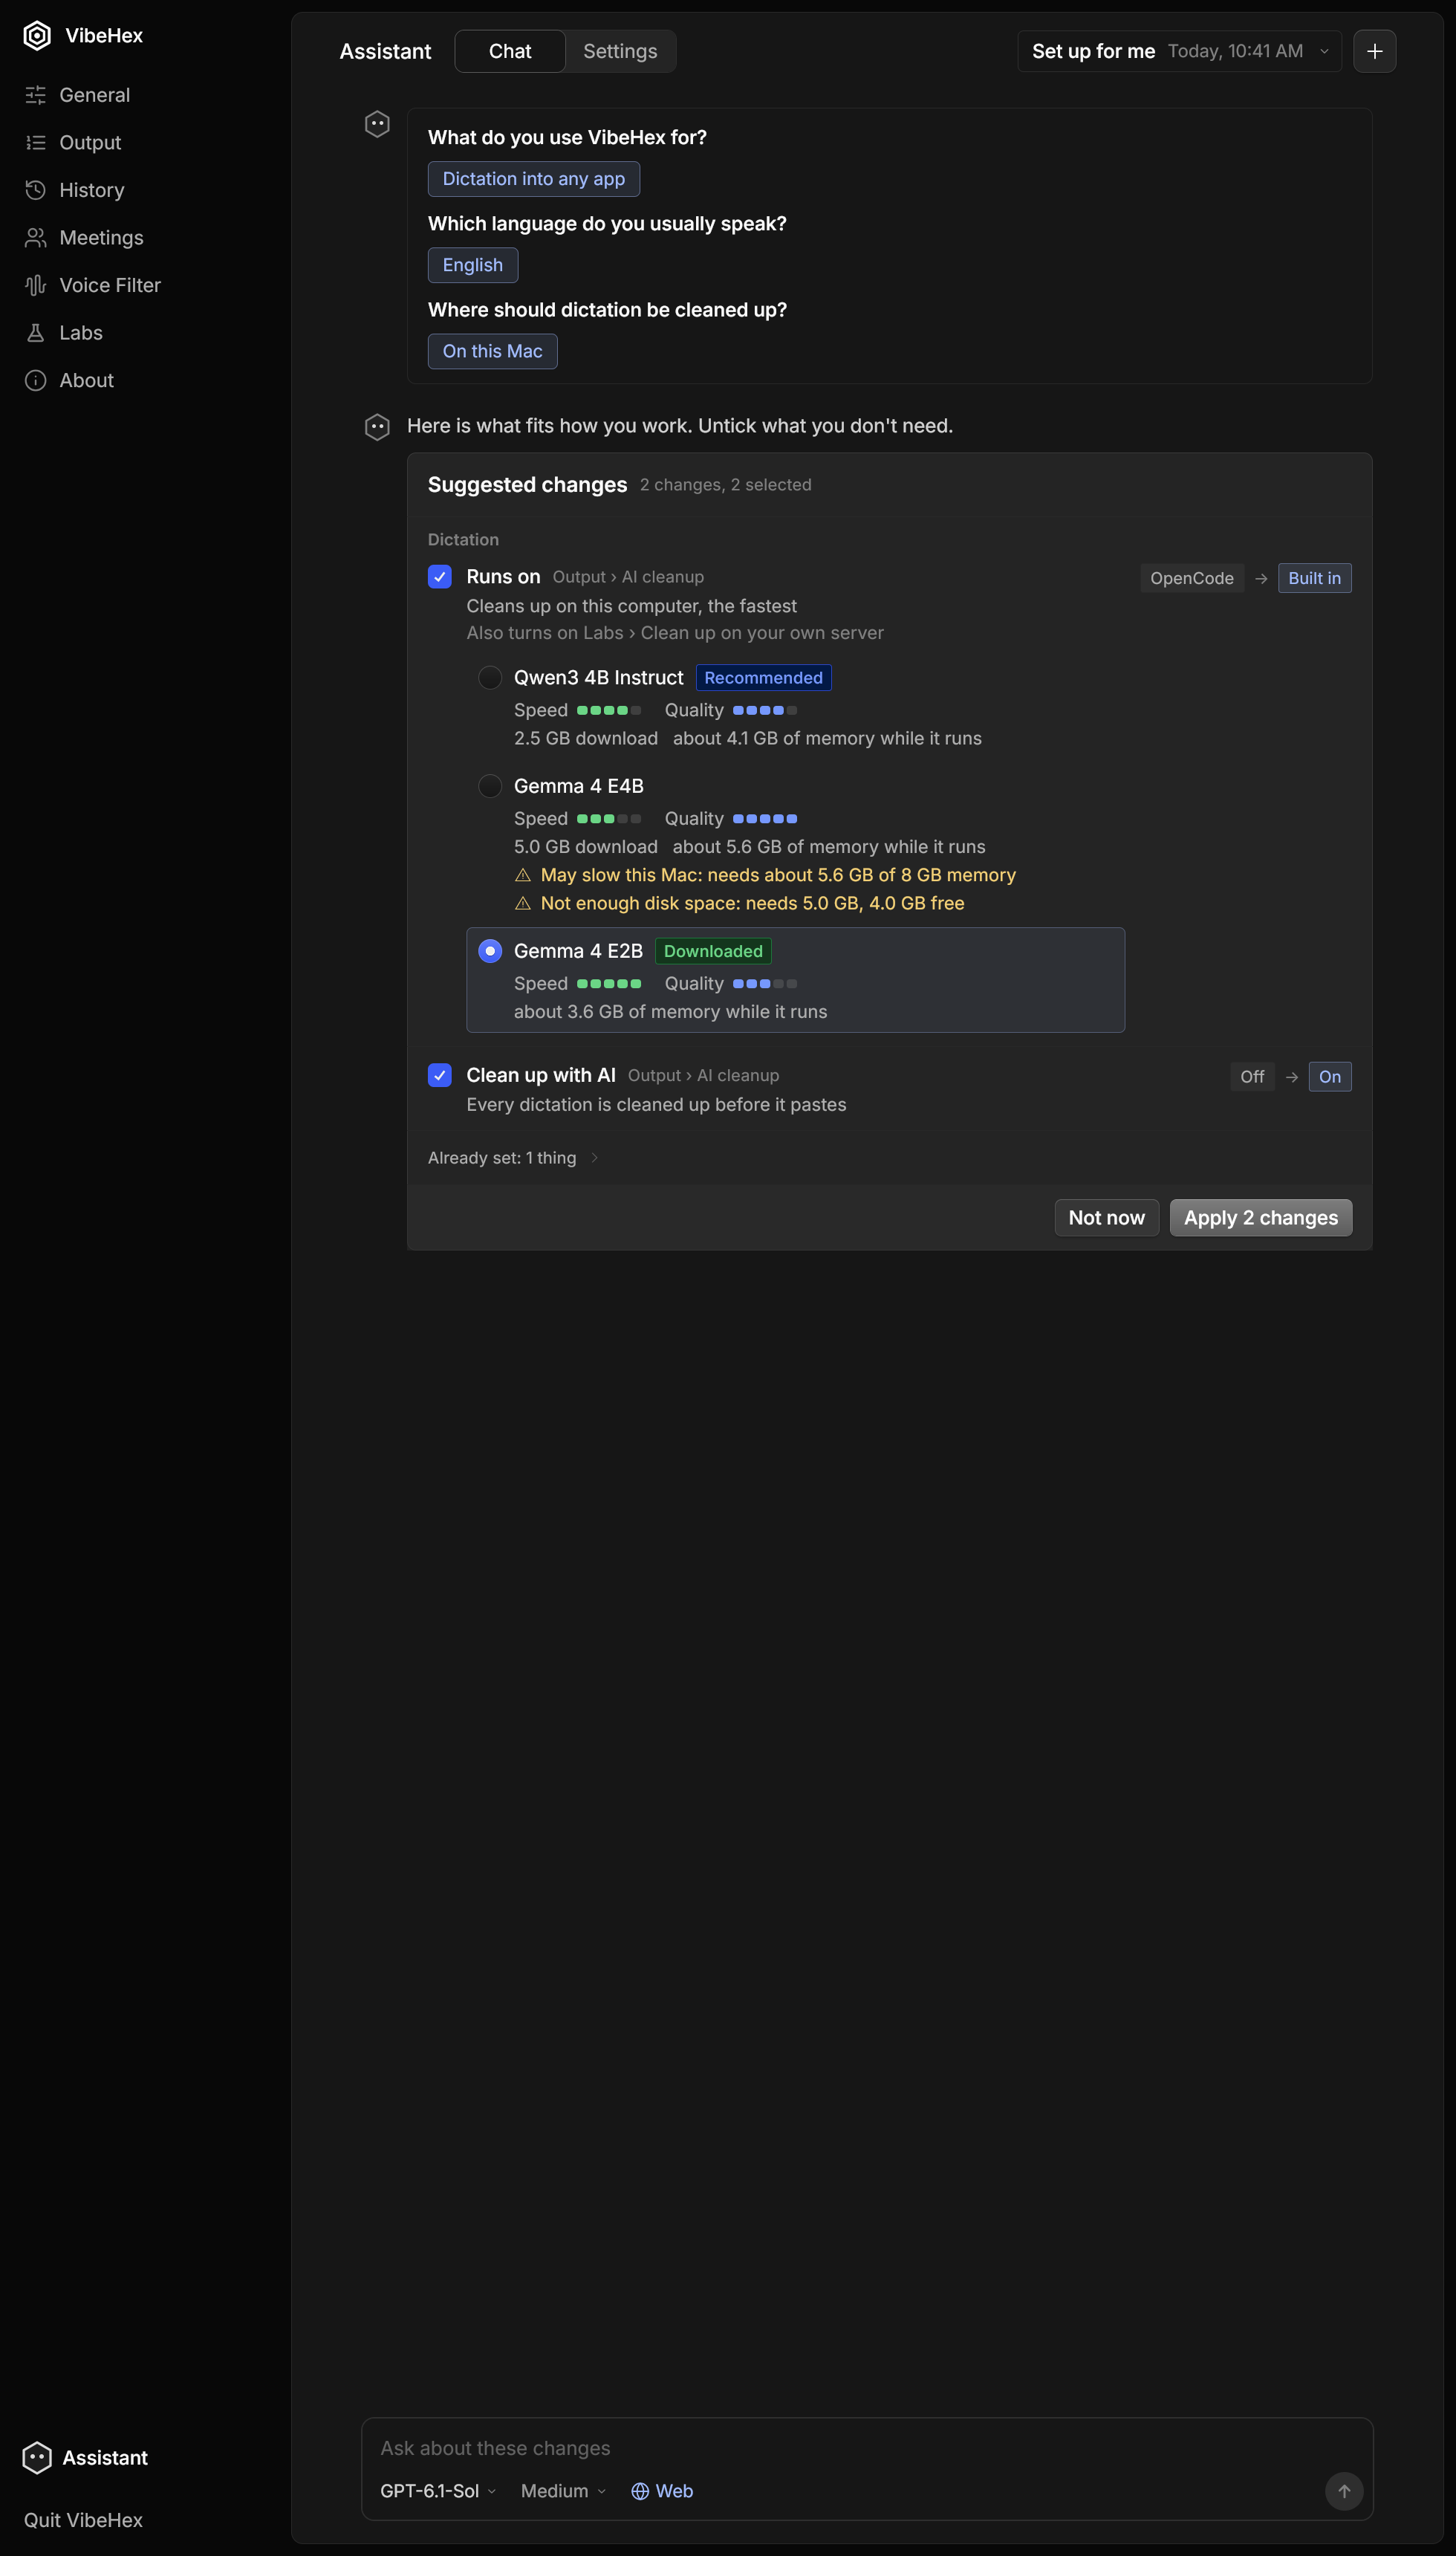 VibeHex
General
Output
History
Meetings
Voice Filter
Labs
About
Assistant
Chat
Settings
Set up for me Today, 10:41 AM
What do you use VibeHex for?
Dictation into any app
Which language do you usually speak?
English
Where should dictation be cleaned up?
On this Mac
Here is what fits how you work. Untick what you don't need.
Suggested changes 2 changes, 2 selected
Dictation
Runs on Output › AI cleanup OpenCode → Built in
Cleans up on this computer, the fastest
Also turns on Labs › Clean up on your own server
Qwen3 4B Instruct Recommended
Speed Quality
2.5 GB download about 4.1 GB of memory while it runs
Gemma 4 E4B
Speed Quality
5.0 GB download about 5.6 GB of memory while it runs
May slow this Mac: needs about 5.6 GB of 8 GB memory
Not enough disk space: needs 5.0 GB, 4.0 GB free
Gemma 4 E2B Downloaded
Speed Quality
about 3.6 GB of memory while it runs
Clean up with AI Output › AI cleanup Off → On
Every dictation is cleaned up before it pastes
Already set: 1 thing
Not now Apply 2 changes
Ask about these changes
GPT-6.1-Sol Medium Web
Assistant
Quit VibeHex